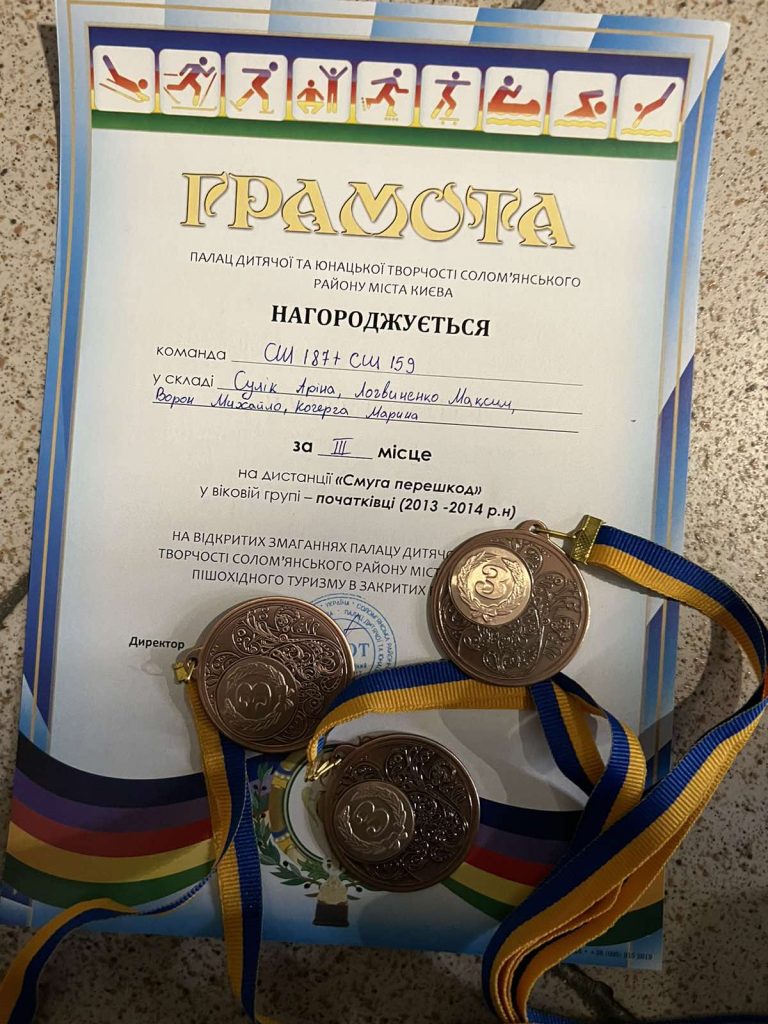 ГРАМОТА
ПАЛАЦ ДИТЯЧОЇ ТА ЮНАЦЬКОЇ ТВОРЧОСТІ СОЛОМ'ЯНСЬКОГО
РАЙОНУ МІСТА КИЄВА
НАГОРОДЖУЄТЬСЯ
команда СШ 187+ СШ 159
у складі Сулік Аріна, Логвиненко Максим,
Ворон Михайло, Кочерга Марина
за III місце
на дистанції «Смуга перешкод»
у віковій групі – початківці (2013 -2014 р.н)
НА ВІДКРИТИХ ЗМАГАННЯХ ПАЛАЦУ ДИТЯЧ
ТВОРЧОСТІ СОЛОМ'ЯНСЬКОГО РАЙОНУ МІСТ
ПІШОХІДНОГО ТУРИЗМУ В ЗАКРИТИХ
Директор
3
3
3